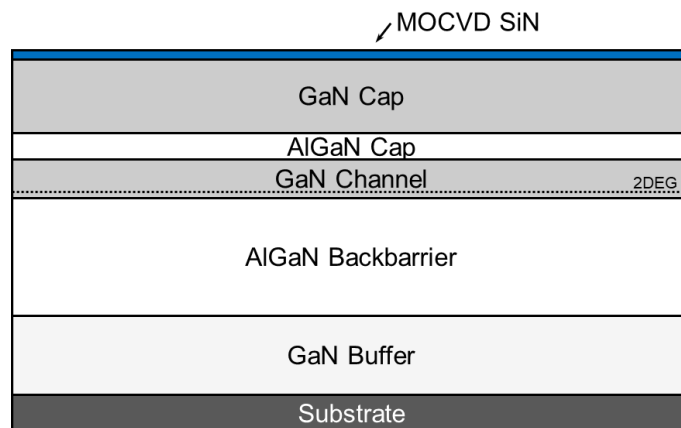 MOCVD SiN
GaN Cap
AlGaN Cap
GaN Channel
2DEG
AlGaN Backbarrier
GaN Buffer
Substrate